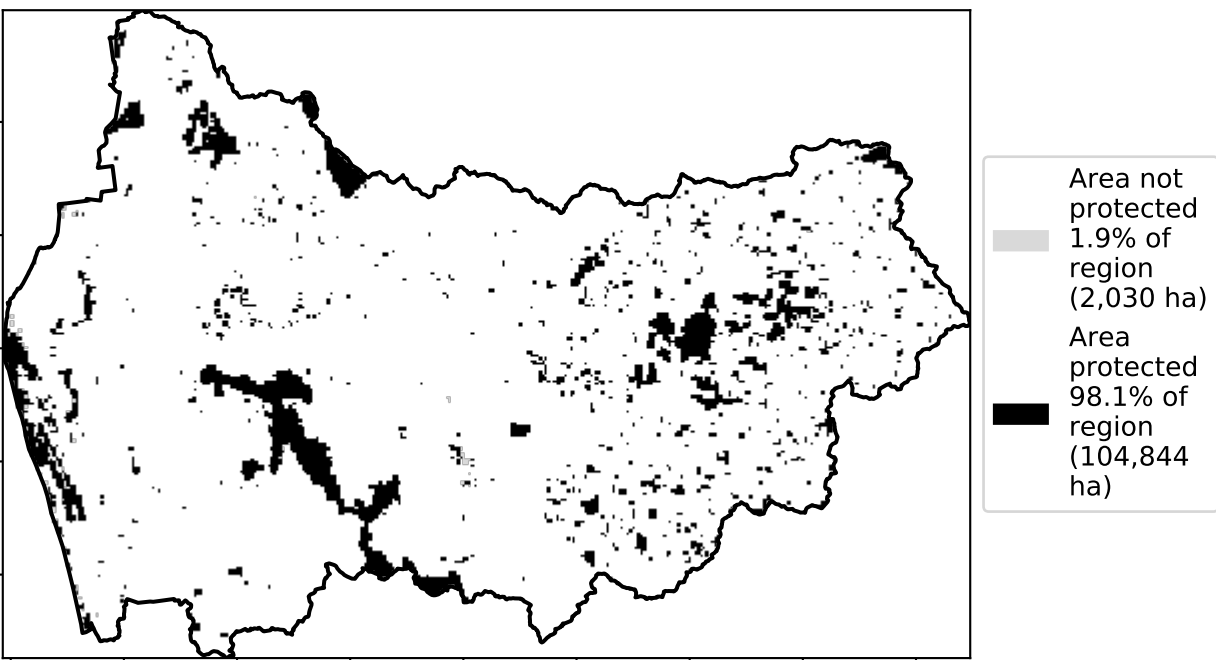 Area not
protected
1.9% of
region
(2,030 ha)
Area
protected
98.1% of
region
(104,844
ha)